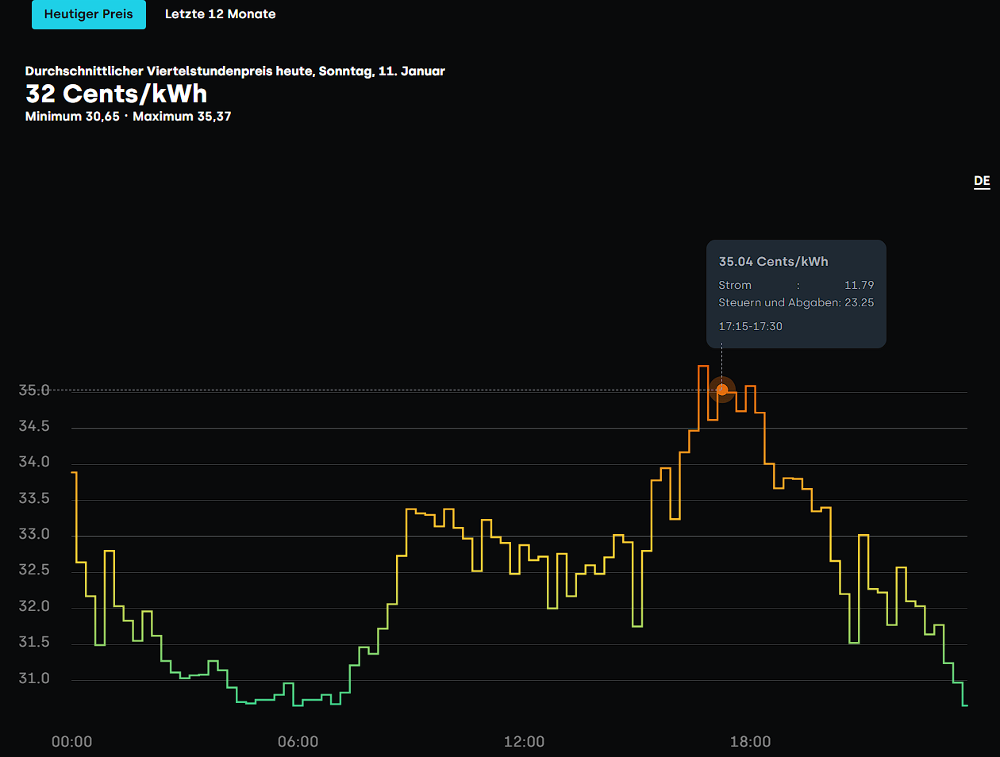 Heutiger Preis Letzte 12 Monate
Durchschnittlicher Viertelstundenpreis heute, Sonntag, 11. Januar
32 Cents/kWh
Minimum 30,65 · Maximum 35,37
DE
35.04 Cents/kWh
Strom : 11.79
Steuern und Abgaben: 23.25
17:15-17:30
35.0
34.5
34.0
33.5
33.0
32.5
32.0
31.5
31.0
00:00 06:00 12:00 18:00